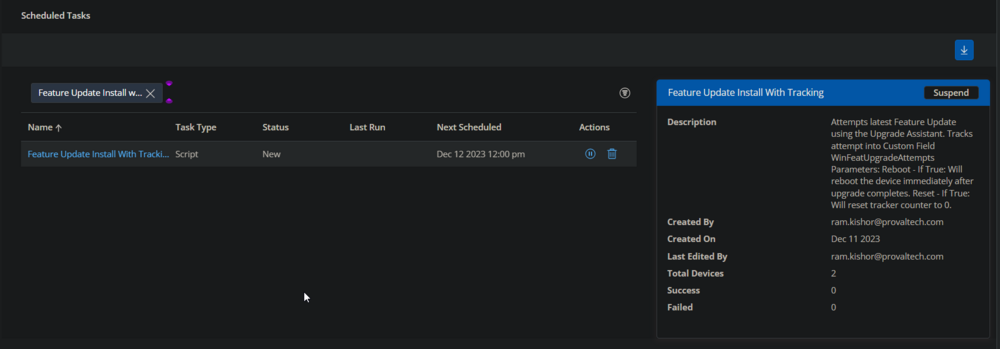 Scheduled Tasks
Feature Update Install w...
Name Task Type Status Last Run Next Scheduled Actions
Feature Update Install With Tracki... Script New Dec 12 2023 12:00 pm
Feature Update Install With Tracking Suspend
Description Attempts latest Feature Update
using the Upgrade Assistant. Tracks
attempt into Custom Field
WinFeatUpgradeAttempts
Parameters: Reboot - If True: Will
reboot the device immediately after
upgrade completes. Reset - If True:
Will reset tracker counter to 0.
Created By ram.kishor@provaltech.com
Created On Dec 11 2023
Last Edited By ram.kishor@provaltech.com
Total Devices 2
Success 0
Failed 0